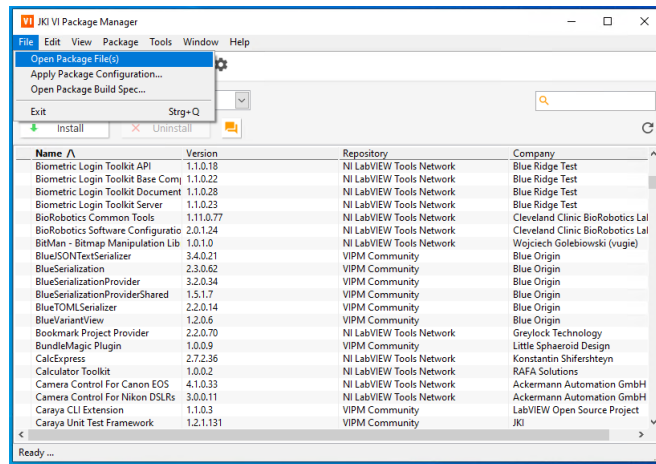 VI JKI VI Package Manager
File Edit View Package Tools Window Help
Open Package File(s)
Apply Package Configuration...
Open Package Build Spec...
Exit Strg+Q
Install Uninstall
Name /\ Version Repository Company
Biometric Login Toolkit API 1.1.0.18 NI LabVIEW Tools Network Blue Ridge Test
Biometric Login Toolkit Base Comp 1.1.0.22 NI LabVIEW Tools Network Blue Ridge Test
Biometric Login Toolkit Document 1.1.0.28 NI LabVIEW Tools Network Blue Ridge Test
Biometric Login Toolkit Server 1.1.0.23 NI LabVIEW Tools Network Blue Ridge Test
BioRobotics Common Tools 1.11.0.77 NI LabVIEW Tools Network Cleveland Clinic BioRobotics Lal
BioRobotics Software Configuratio 2.0.1.24 NI LabVIEW Tools Network Cleveland Clinic BioRobotics Lal
BitMan - Bitmap Manipulation Lib 1.0.1.0 NI LabVIEW Tools Network Wojciech Golebiowski (vugie)
BlueJSONTextSerializer 3.4.0.21 VIPM Community Blue Origin
BlueSerialization 2.3.0.62 VIPM Community Blue Origin
BlueSerializationProvider 3.2.0.34 VIPM Community Blue Origin
BlueSerializationProviderShared 1.5.1.7 VIPM Community Blue Origin
BlueTOMLSerializer 2.2.0.14 VIPM Community Blue Origin
BlueVariantView 1.2.0.6 VIPM Community Blue Origin
Bookmark Project Provider 2.2.0.70 NI LabVIEW Tools Network Greylock Technology
BundleMagic Plugin 1.0.0.9 VIPM Community Little Sphaeroid Design
CalcExpress 2.7.2.36 NI LabVIEW Tools Network Konstantin Shifershteyn
Calculator Toolkit 1.0.0.2 NI LabVIEW Tools Network RAFA Solutions
Camera Control For Canon EOS 4.1.0.33 NI LabVIEW Tools Network Ackermann Automation GmbH
Camera Control For Nikon DSLRs 3.0.0.11 NI LabVIEW Tools Network Ackermann Automation GmbH
Caraya CLI Extension 1.1.0.3 VIPM Community LabVIEW Open Source Project
Caraya Unit Test Framework 1.2.1.131 VIPM Community JKI
Ready ...